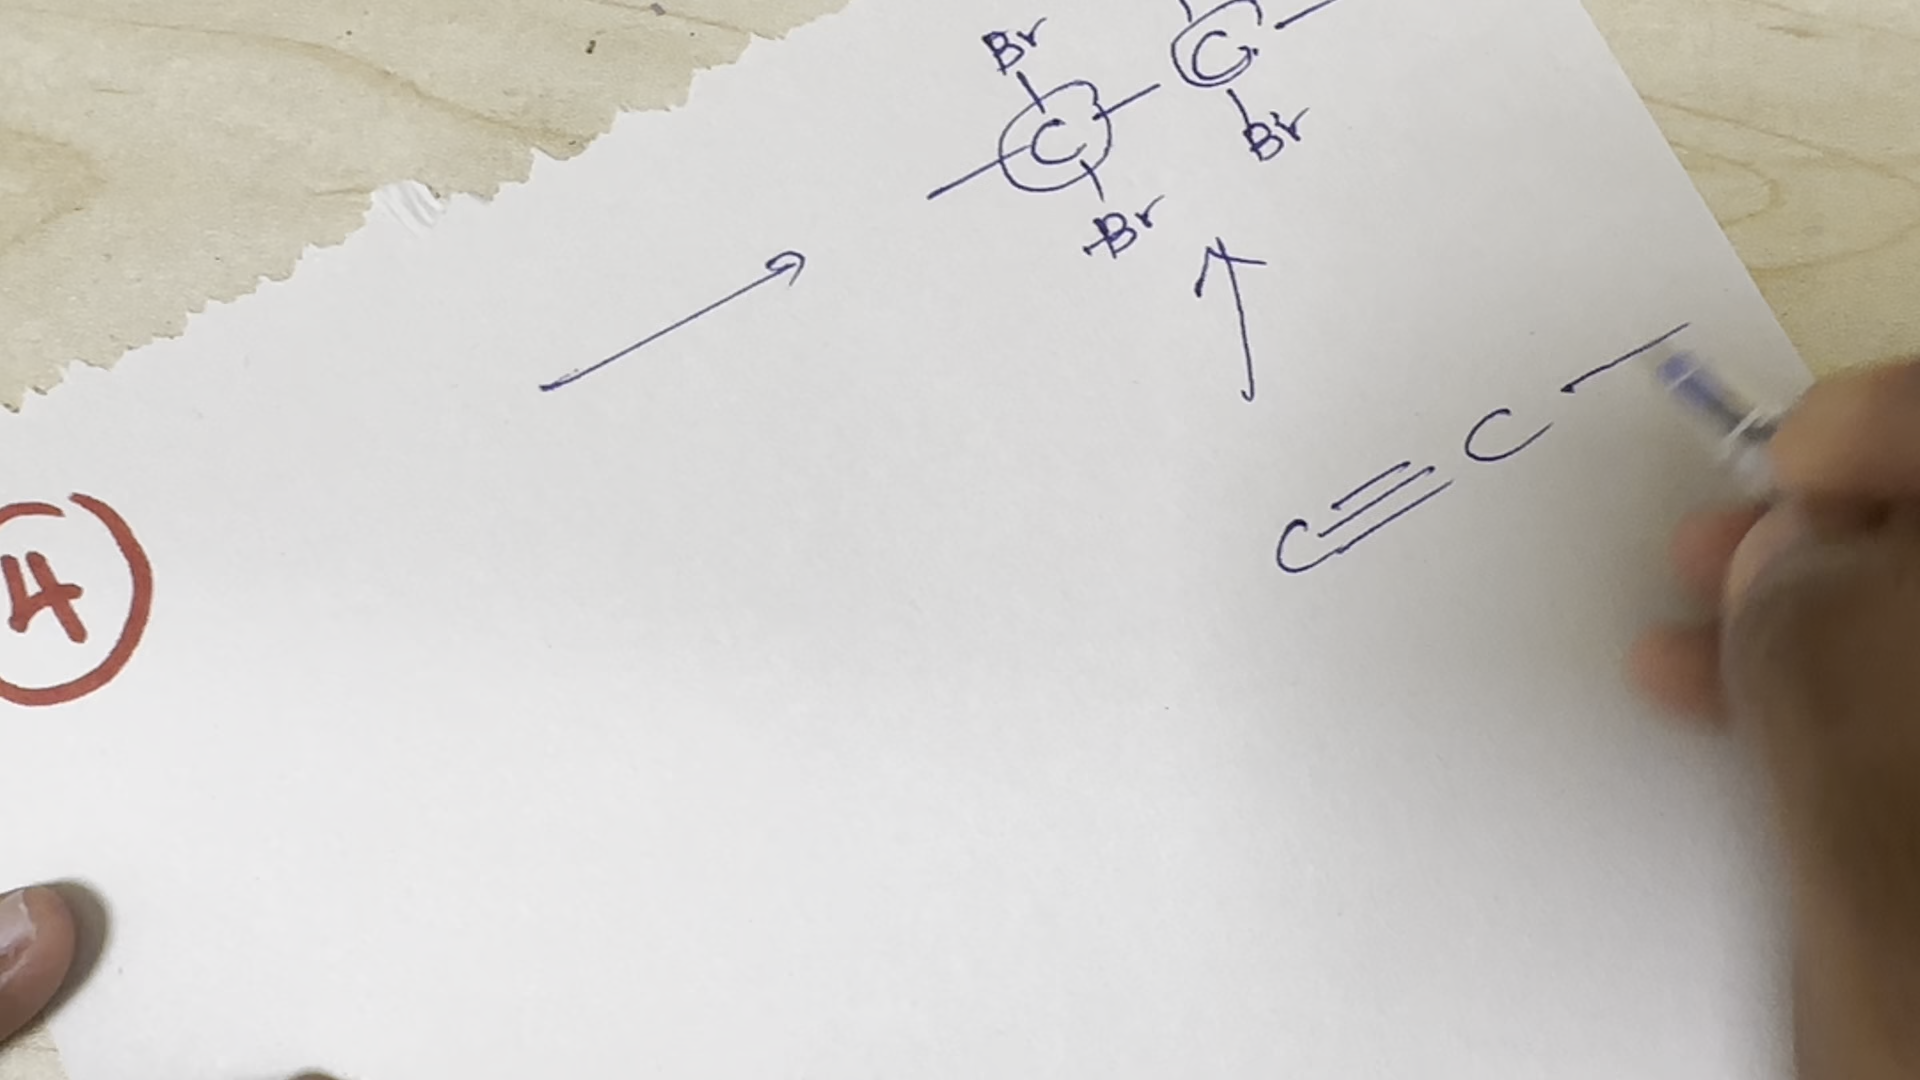 Br
C - C -
- C Br
Br
C ≡ C -
4